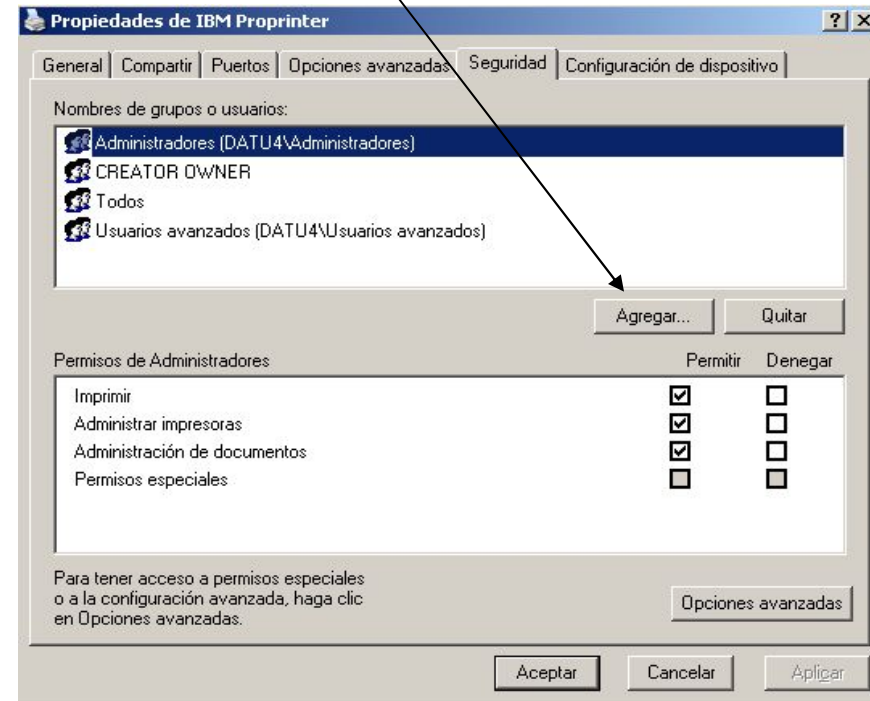 Propiedades de IBM Proprinter
General Compartir Puertos Opciones avanzadas Seguridad Configuración de dispositivo
Nombres de grupos o usuarios:
Administradores (DATU4\Administradores)
CREATOR OWNER
Todos
Usuarios avanzados (DATU4\Usuarios avanzados)
Agregar... Quitar
Permisos de Administradores Permitir Denegar
Imprimir
Administrar impresoras
Administración de documentos
Permisos especiales
Para tener acceso a permisos especiales
o a la configuración avanzada, haga clic
en Opciones avanzadas.
Opciones avanzadas
Aceptar Cancelar Aplicar